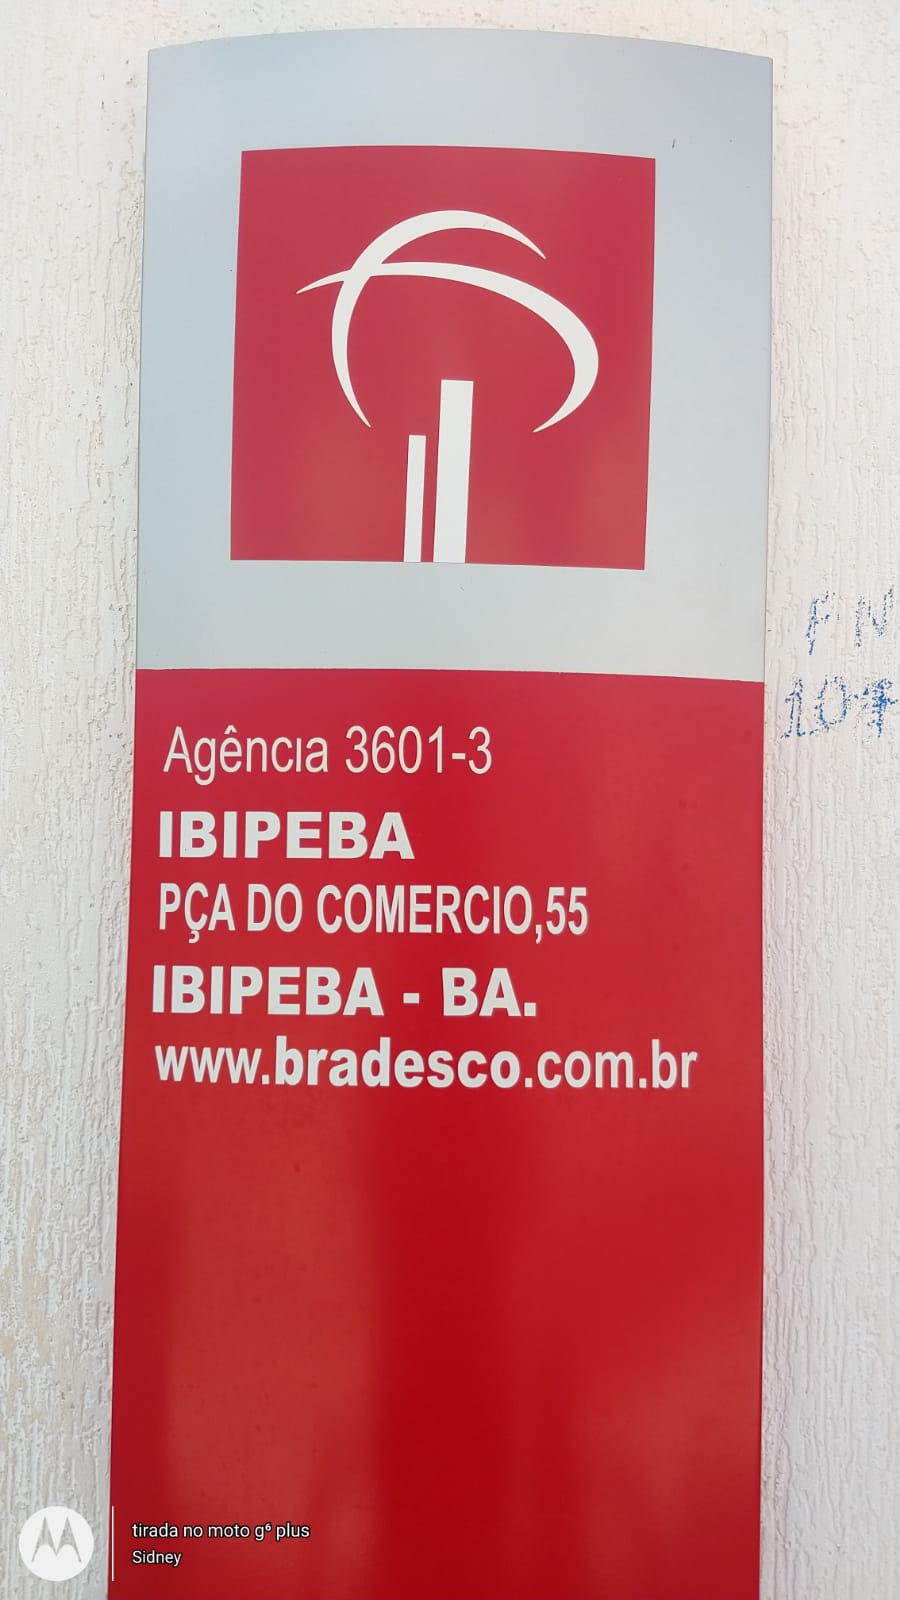 Agência 3601-3
IBIPEBA
PÇA DO COMERCIO,55
IBIPEBA - BA.
www.bradesco.com.br
tirada no moto g⁶ plus
Sidney